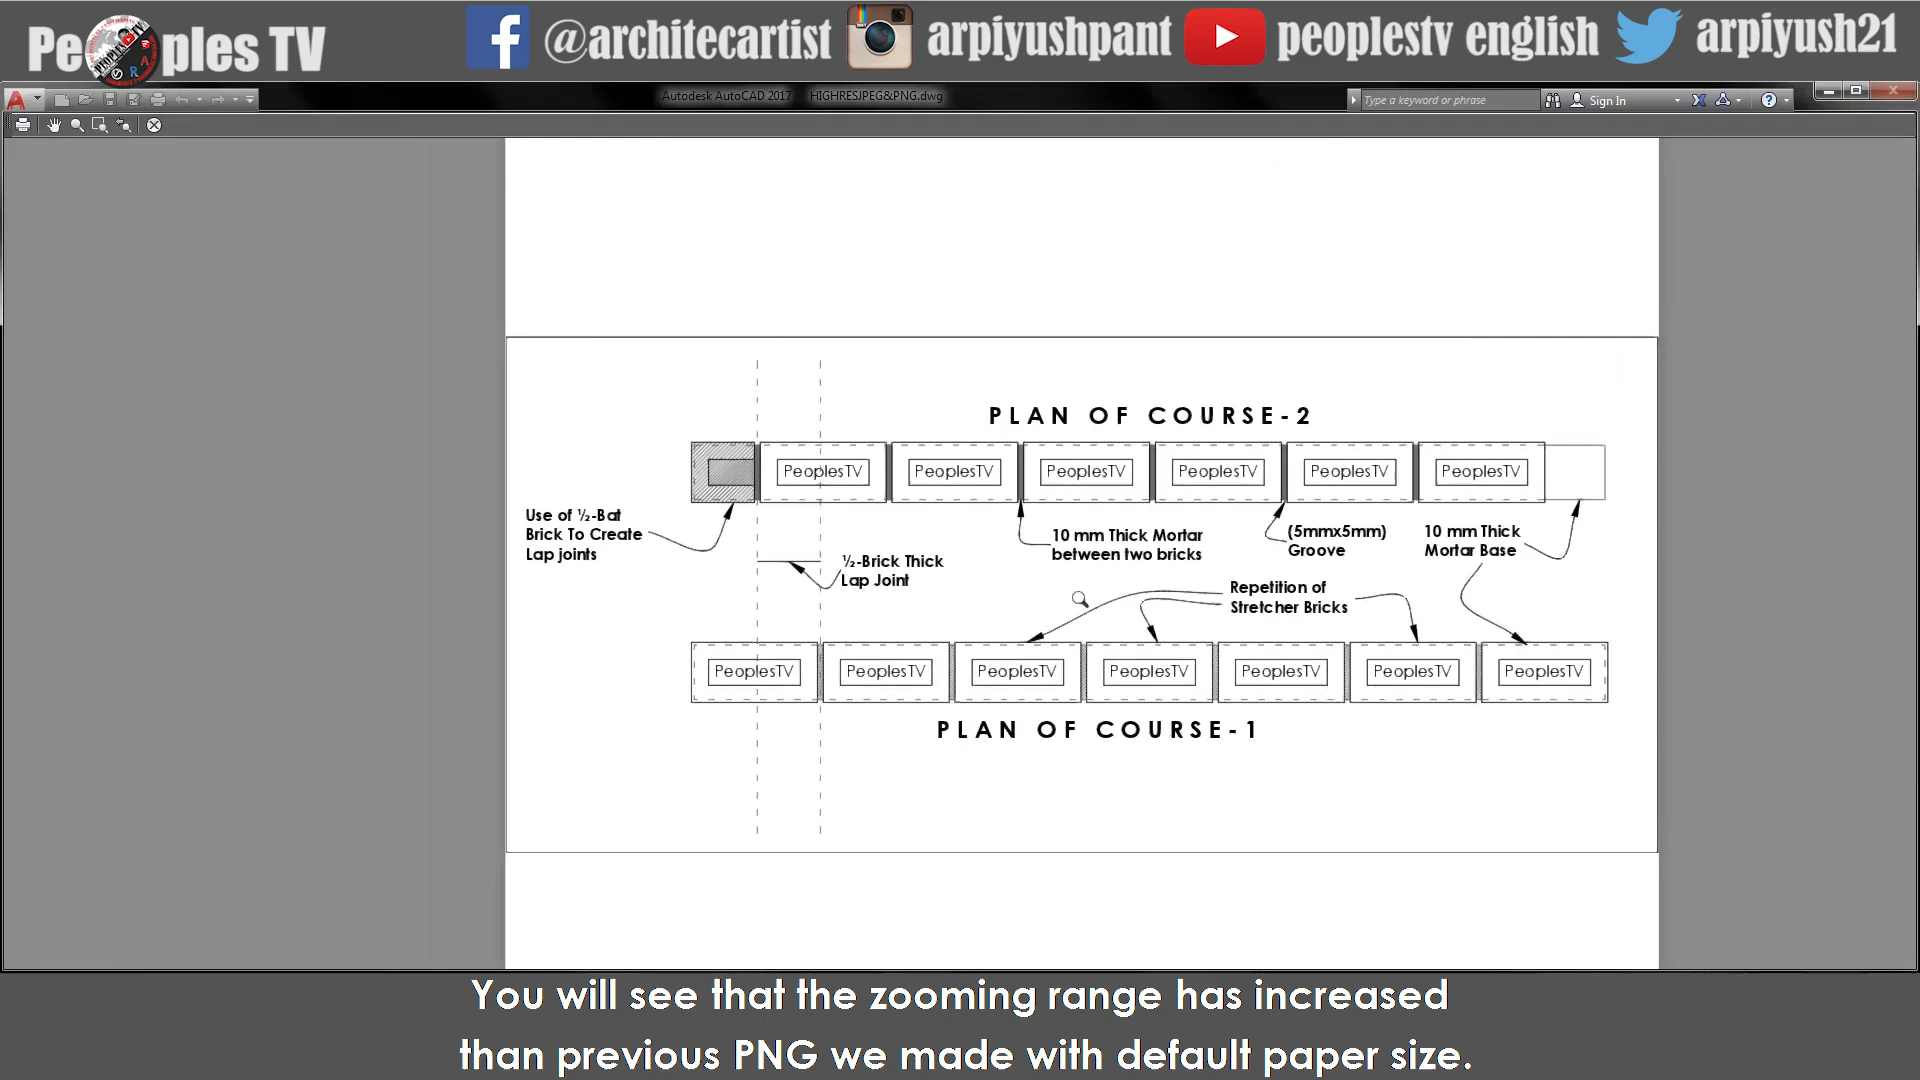 Peoples TV
@architecartist
arpiyushpant
peoplestv english
arpiyush21
Autodesk AutoCAD 2017 HIGHRESJPEG&PNG.dwg
Type a keyword or phrase
Sign In
PLAN OF COURSE-2
PeoplesTV PeoplesTV PeoplesTV PeoplesTV PeoplesTV PeoplesTV
Use of ½-Bat
Brick To Create
Lap joints
10 mm Thick Mortar
between two bricks
(5mmx5mm)
Groove
10 mm Thick
Mortar Base
½-Brick Thick
Lap Joint
Repetition of
Stretcher Bricks
PeoplesTV PeoplesTV PeoplesTV PeoplesTV PeoplesTV PeoplesTV PeoplesTV
PLAN OF COURSE-1
You will see that the zooming range has increased
than previous PNG we made with default paper size.